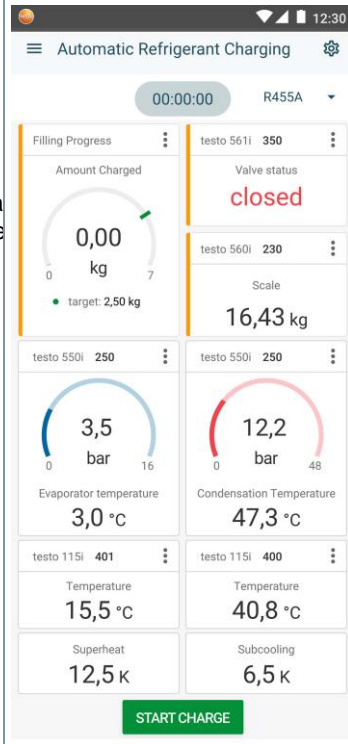 12:30
Automatic Refrigerant Charging
00:00:00
R455A
Filling Progress
Amount Charged
0,00
kg
0
7
target: 2,50 kg
testo 561i 350
Valve status
closed
testo 560i 230
Scale
16,43 kg
testo 550i 250
3,5
bar
0
16
Evaporator temperature
3,0 °C
testo 550i 250
12,2
bar
0
48
Condensation Temperature
47,3 °C
testo 115i 401
Temperature
15,5 °C
testo 115i 400
Temperature
40,8 °C
Superheat
12,5 K
Subcooling
6,5 K
START CHARGE